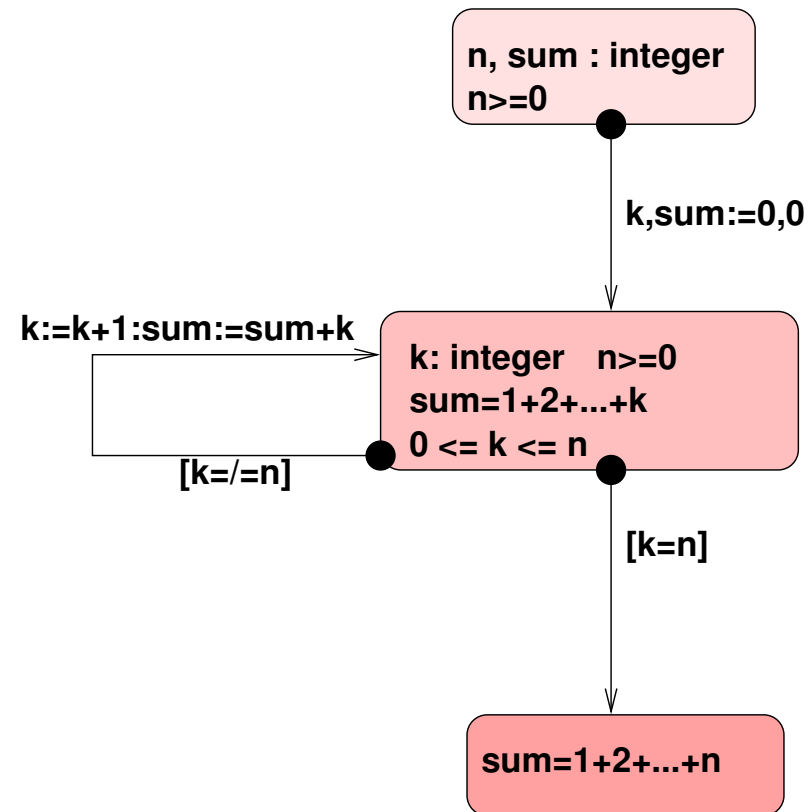 n, sum : integer
n>=0
k,sum:=0,0
k:=k+1:sum:=sum+k
k: integer n>=0
sum=1+2+...+k
0 <= k <= n
[k=/=n]
[k=n]
sum=1+2+...+n